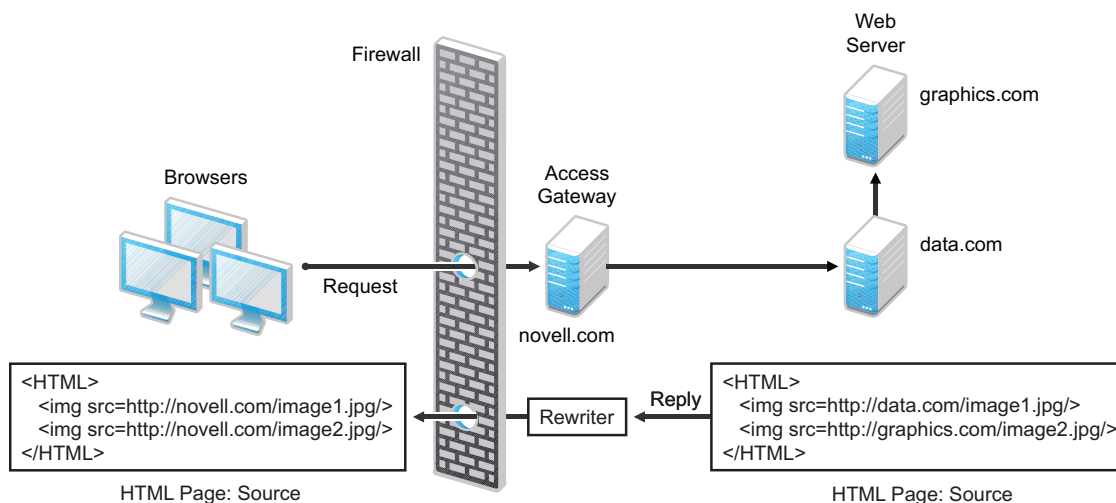 Web
Server
Firewall
graphics.com
Browsers
Access
Gateway
data.com
Request
novell.com
<HTML>
<img src=http://novell.com/image1.jpg/>
<img src=http://novell.com/image2.jpg/>
</HTML>
HTML Page: Source
Rewriter
Reply
<HTML>
<img src=http://data.com/image1.jpg/>
<img src=http://graphics.com/image2.jpg/>
</HTML>
HTML Page: Source